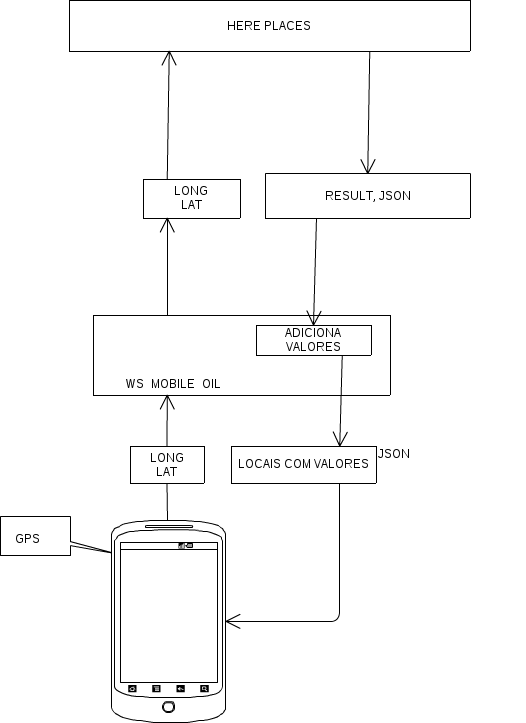 HERE PLACES
LONG
LAT
RESULT, JSON
ADICIONA
VALORES
WS MOBILE OIL
LONG
LAT
LOCAIS COM VALORES
JSON
GPS